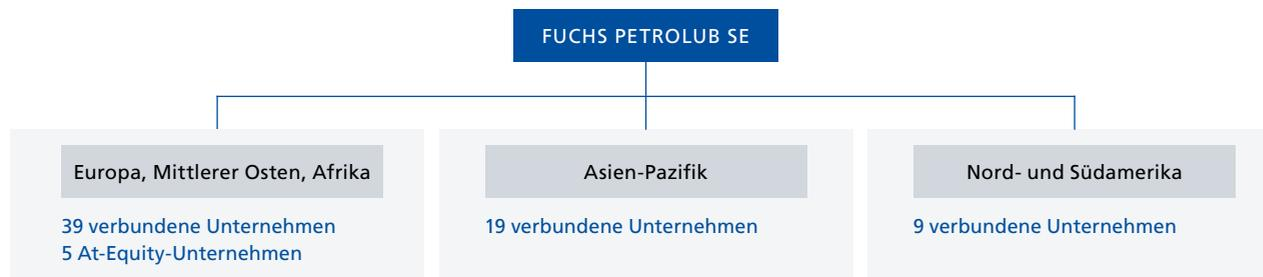 FUCHS PETROLUB SE
Europa, Mittlerer Osten, Afrika
39 verbundene Unternehmen
5 At-Equity-Unternehmen
Asien-Pazifik
19 verbundene Unternehmen
Nord- und Südamerika
9 verbundene Unternehmen